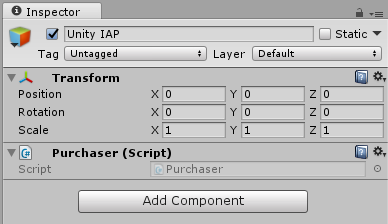 Inspector
Unity IAP Static
Tag Untagged Layer Default
Transform
Position X 0 Y 0 Z 0
Rotation X 0 Y 0 Z 0
Scale X 1 Y 1 Z 1
Purchaser (Script)
Script Purchaser
Add Component